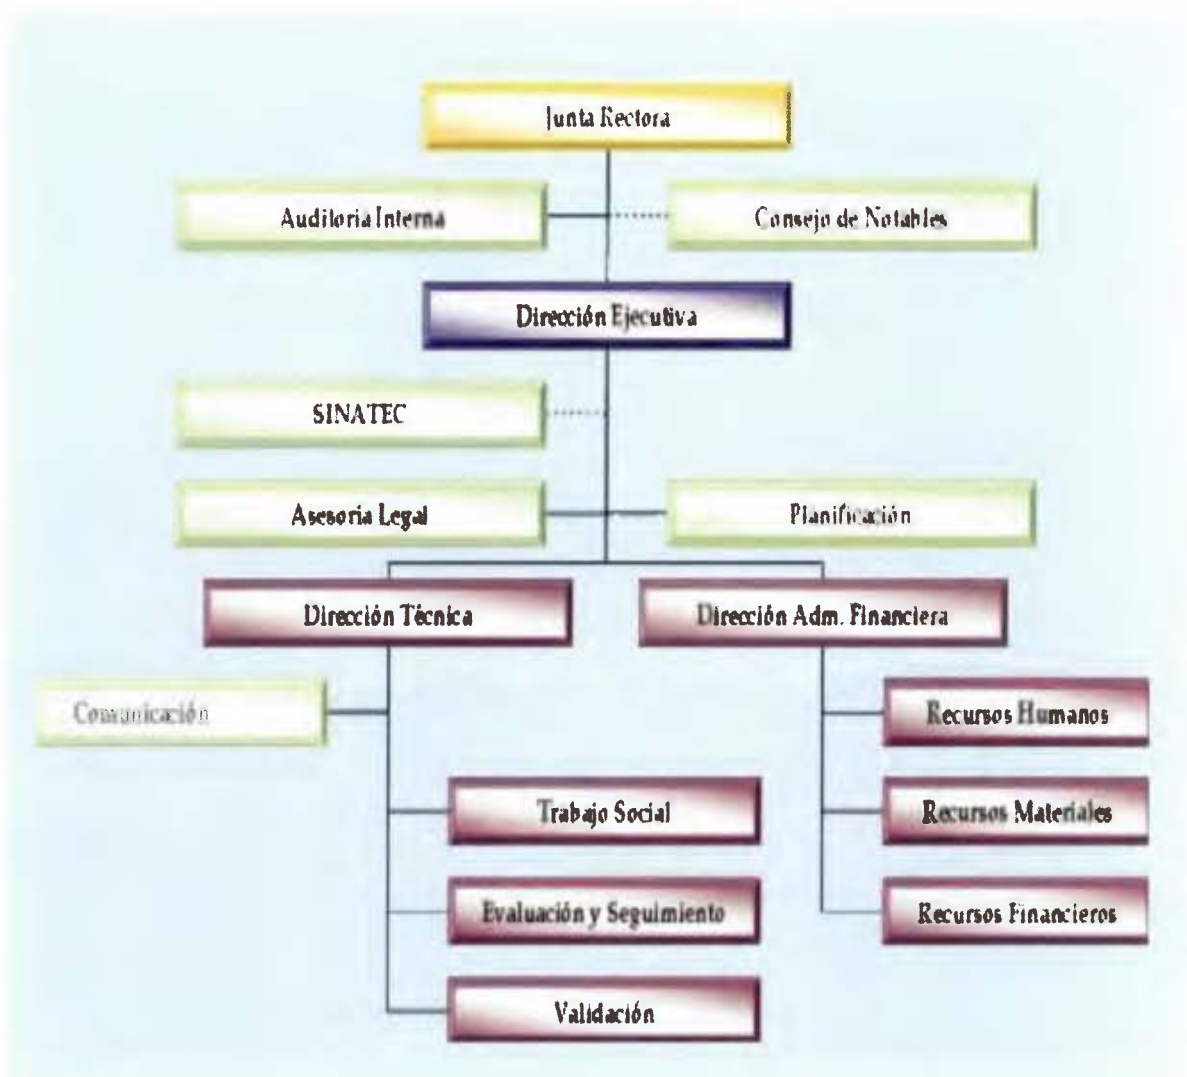 Junta Rectora
Auditoria Interna
Consejo de Notables
Dirección Ejecutiva
SINATEC
Asesoria Legal
Planificación
Dirección Técnica
Dirección Adm. Financiera
Comunicación
Recursos Humanos
Trabajo Social
Recursos Materiales
Evaluación y Seguimiento
Recursos Financieros
Validación